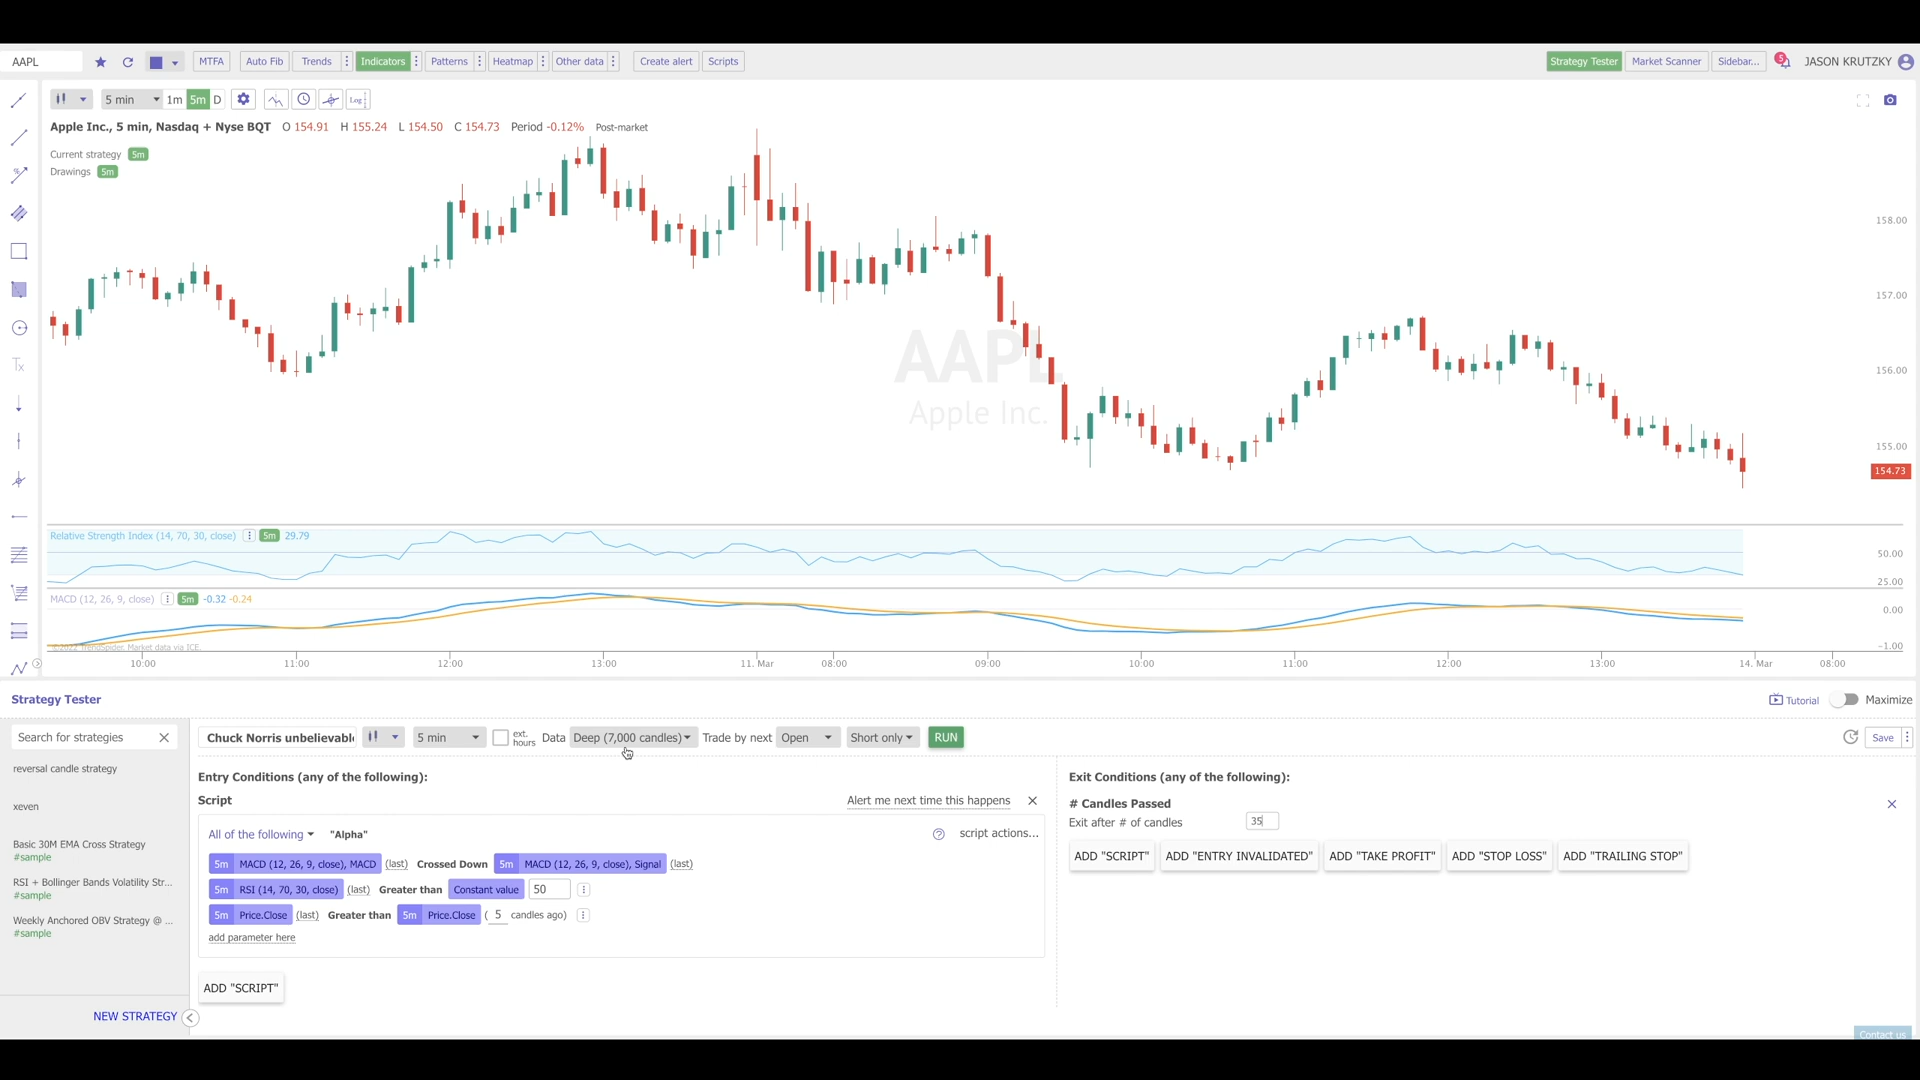 AAPL
MTFA
Auto Fib
Trends
Indicators
Patterns
Heatmap
Other data
Create alert
Scripts
Strategy Tester
Market Scanner
Sidebar...
5
JASON KRUTZKY
5 min
1m
5m
D
Log
Apple Inc., 5 min, Nasdaq + Nyse BQT O 154.91 H 155.24 L 154.50 C 154.73 Period -0.12% Post-market
Current strategy 5m
Drawings 5m
%
Tx
AAPL
Apple Inc.
158.00
157.00
156.00
155.00
154.73
Relative Strength Index (14, 70, 30, close) 5m 29.79
50.00
25.00
MACD (12, 26, 9, close) 5m -0.32 -0.24
0.00
-1.00
©2022 TrendSpider. Market data via ICE.
10:00 11:00 12:00 13:00 11. Mar 08:00 09:00 10:00 11:00 12:00 13:00 14. Mar 08:00
Strategy Tester
Tutorial
Maximize
Search for strategies
reversal candle strategy
xeven
Basic 30M EMA Cross Strategy
#sample
RSI + Bollinger Bands Volatility Str...
#sample
Weekly Anchored OBV Strategy @ ...
#sample
NEW STRATEGY
Chuck Norris unbelievabl
5 min
ext. hours
Data Deep (7,000 candles)
Trade by next Open
Short only
RUN
Save
Entry Conditions (any of the following):
Script
Alert me next time this happens
All of the following "Alpha"
script actions...
5m MACD (12, 26, 9, close), MACD (last) Crossed Down 5m MACD (12, 26, 9, close), Signal (last)
5m RSI (14, 70, 30, close) (last) Greater than Constant value 50
5m Price.Close (last) Greater than 5m Price.Close ( 5 candles ago)
add parameter here
ADD "SCRIPT"
Exit Conditions (any of the following):
# Candles Passed
Exit after # of candles 35
ADD "SCRIPT"
ADD "ENTRY INVALIDATED"
ADD "TAKE PROFIT"
ADD "STOP LOSS"
ADD "TRAILING STOP"
Contact us